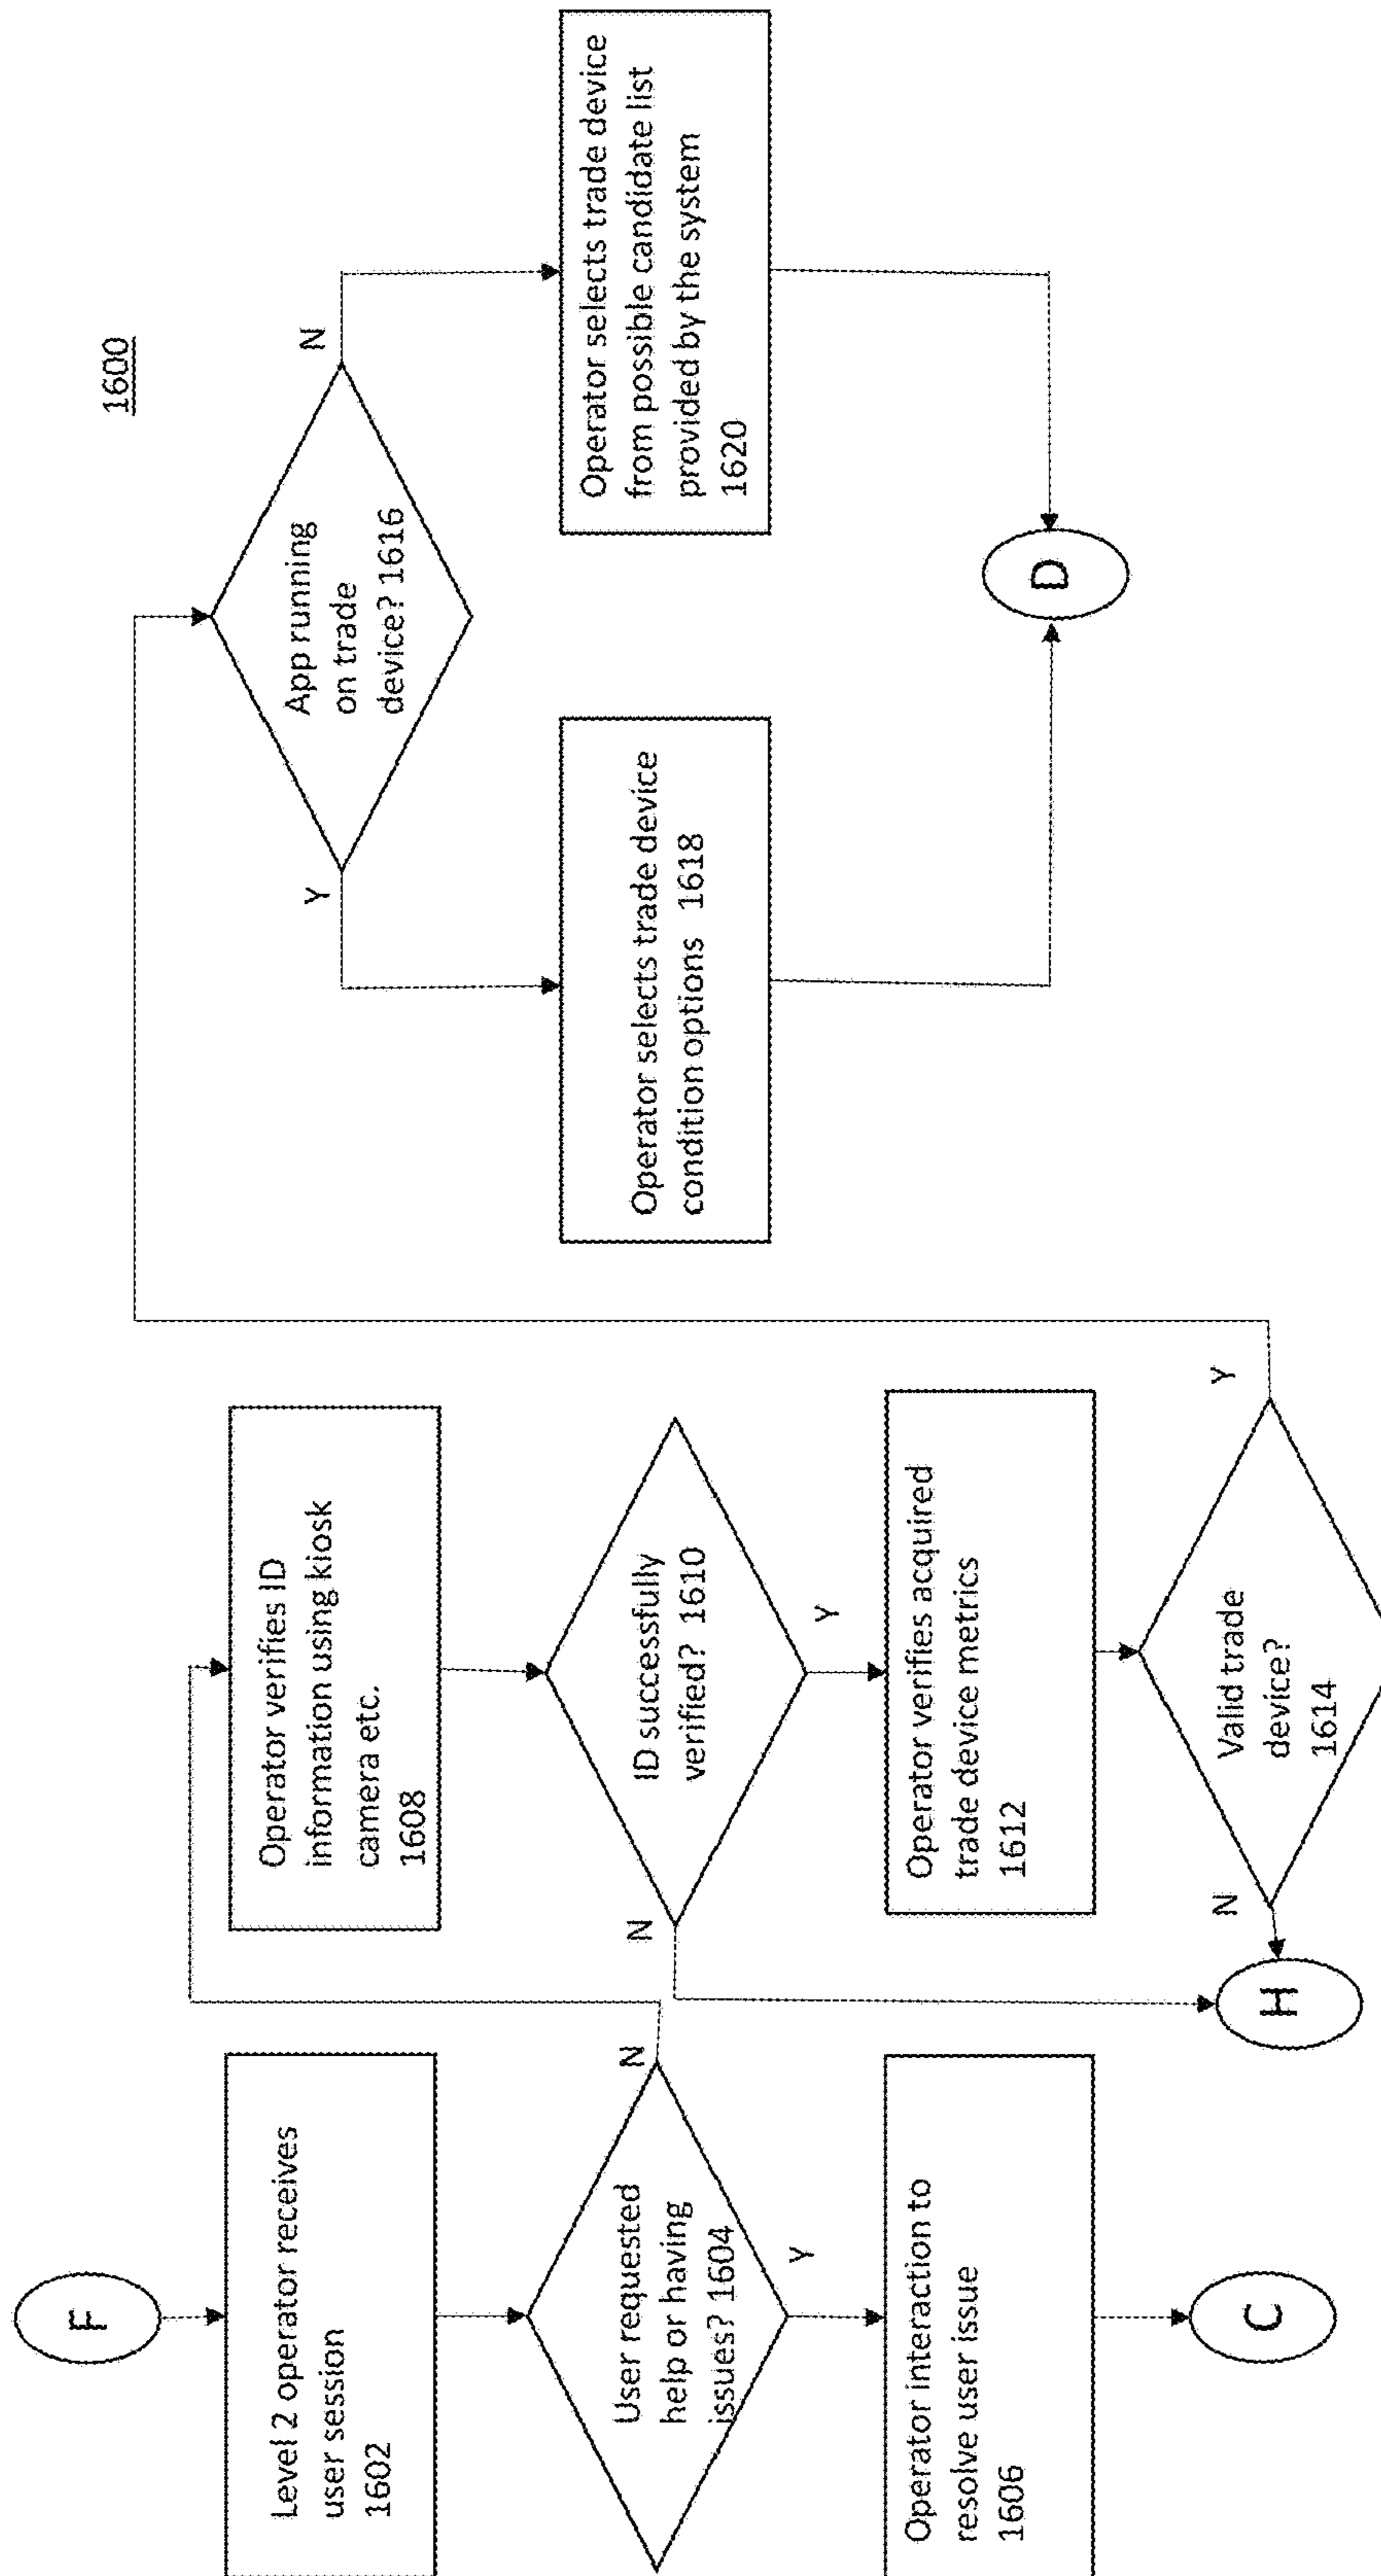 1600
F
Level 2 operator receives
user session
1602
User requested
help or having
issues? 1604
N
Y
Operator interaction to
resolve user issue
1606
C
Operator verifies ID
information using kiosk
camera etc.
1608
ID successfully
verified? 1610
N
Y
Operator verifies acquired
trade device metrics
1612
Valid trade
device?
1614
N
Y
H
App running
on trade
device? 1616
Y
N
Operator selects trade device
condition options 1618
Operator selects trade device
from possible candidate list
provided by the system
1620
D